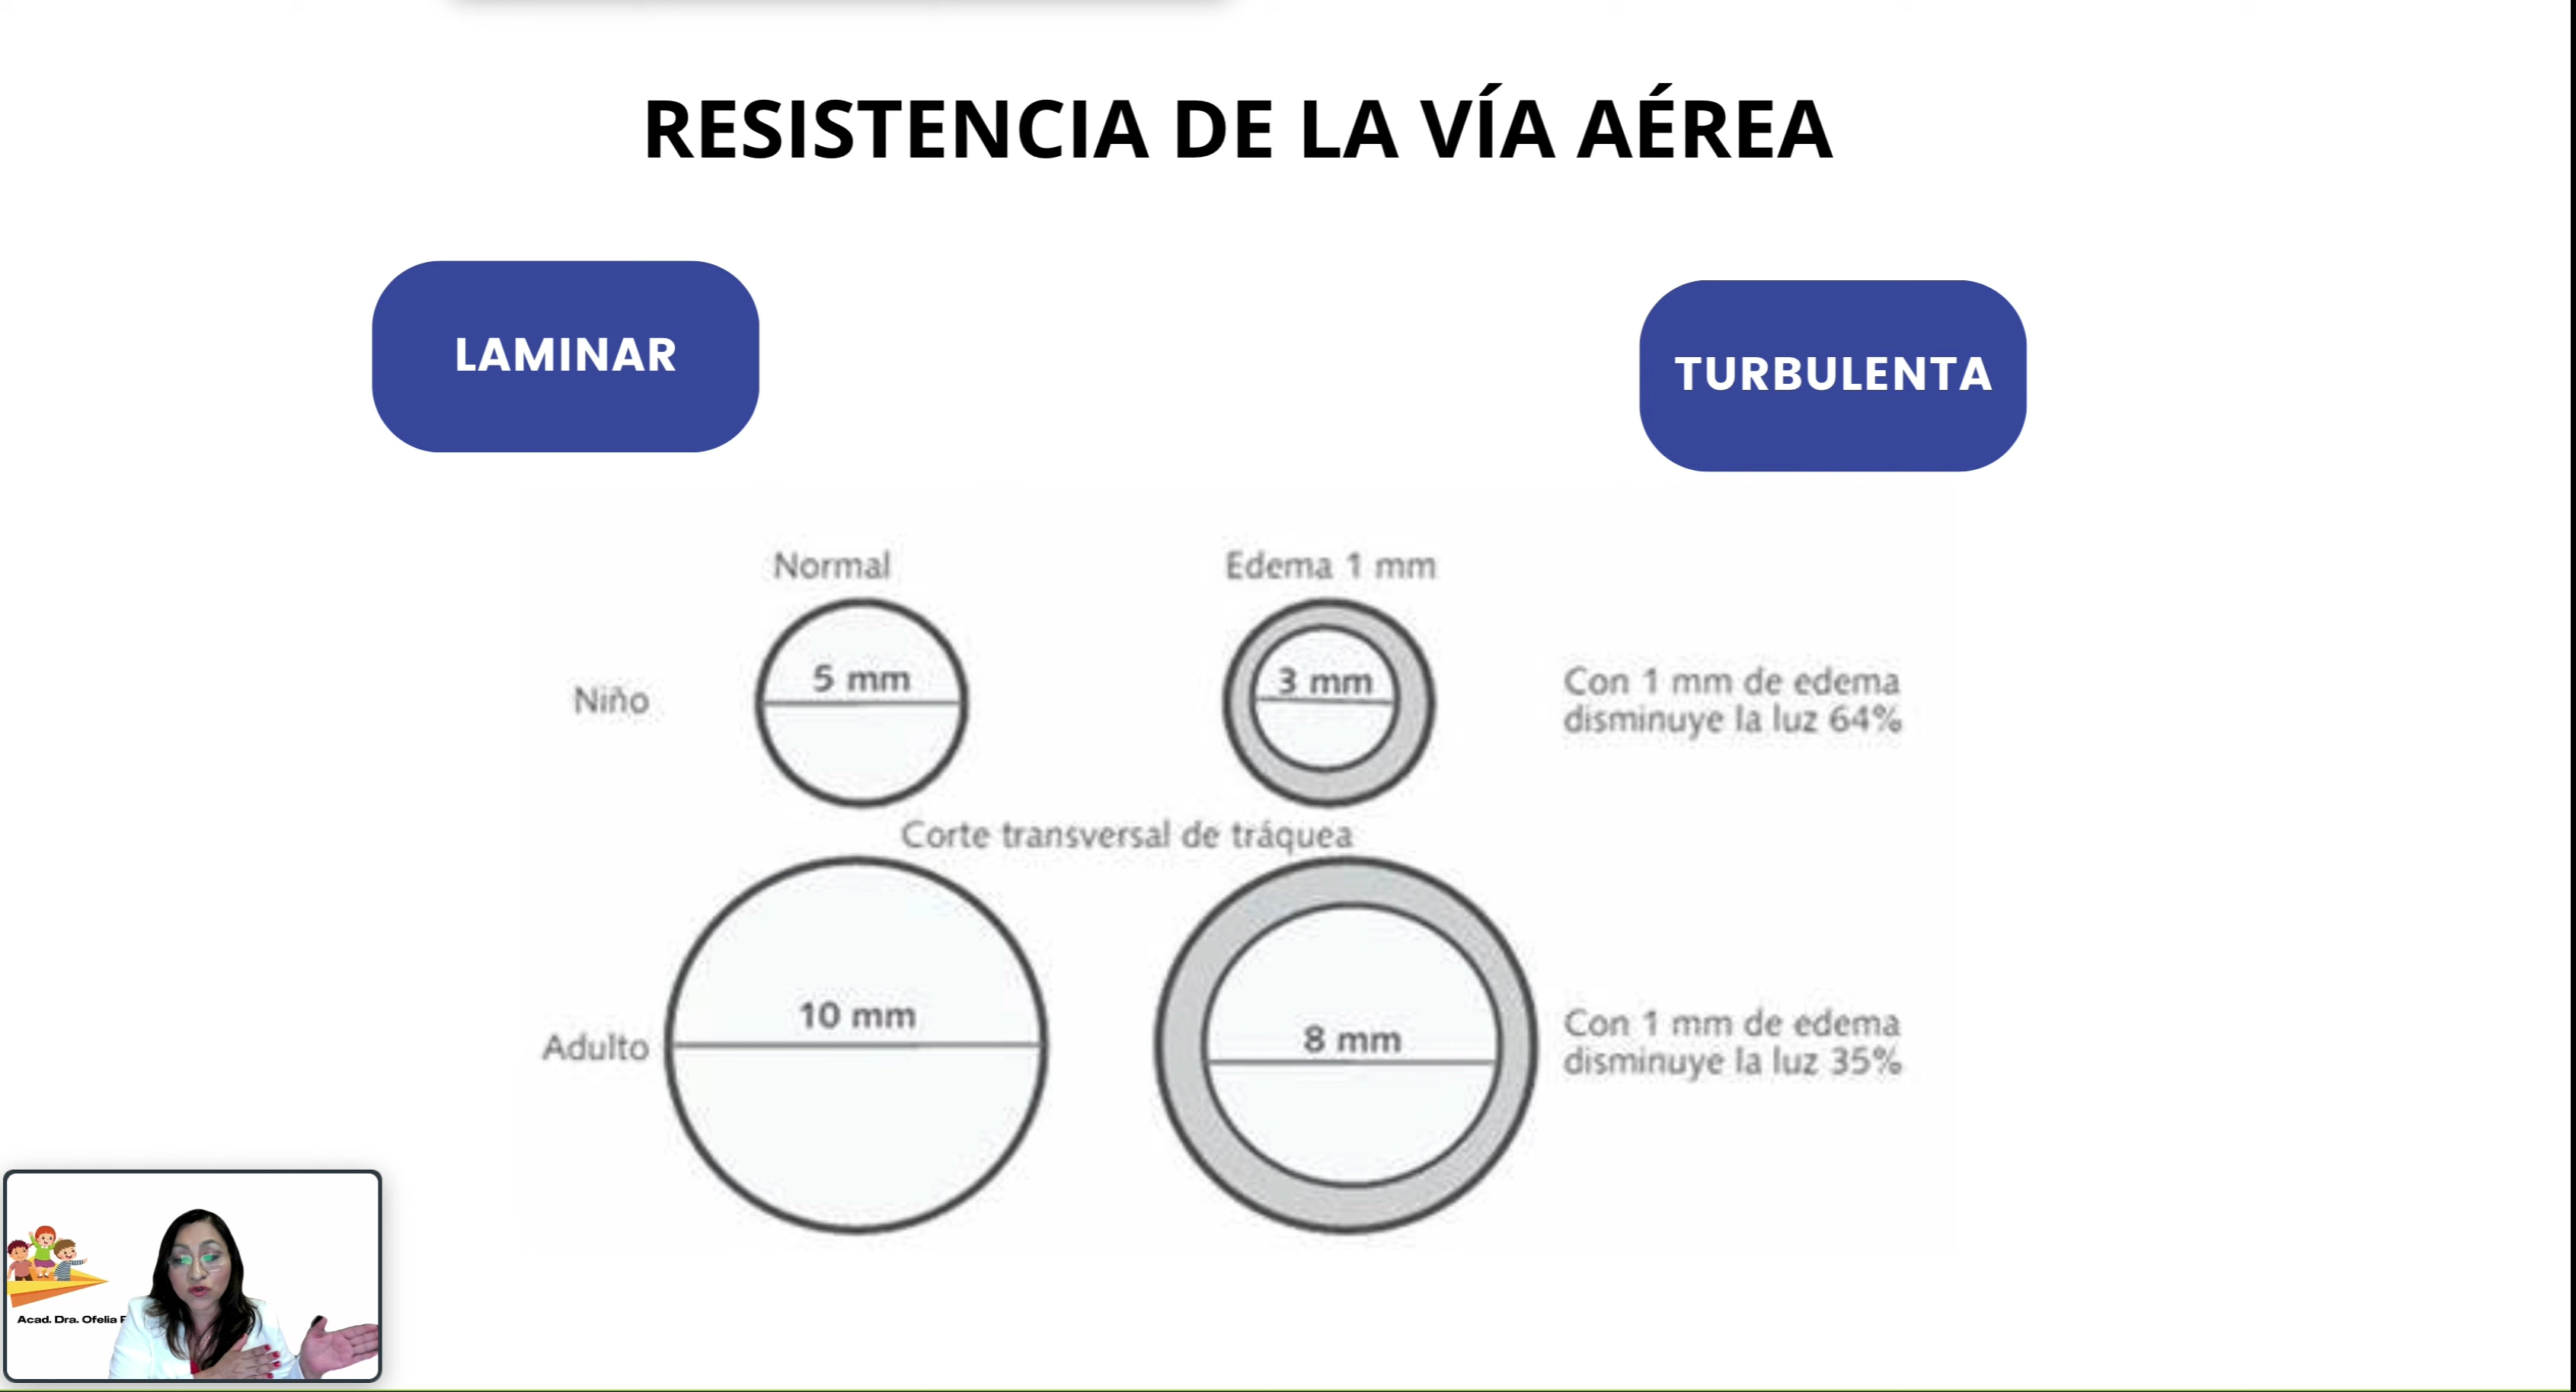 RESISTENCIA DE LA VÍA AÉREA
LAMINAR
TURBULENTA
Normal
Edema 1 mm
Niño
5 mm
3 mm
Con 1 mm de edema
disminuye la luz 64%
Corte transversal de tráquea
Adulto
10 mm
8 mm
Con 1 mm de edema
disminuye la luz 35%
Acad. Dra. Ofelia